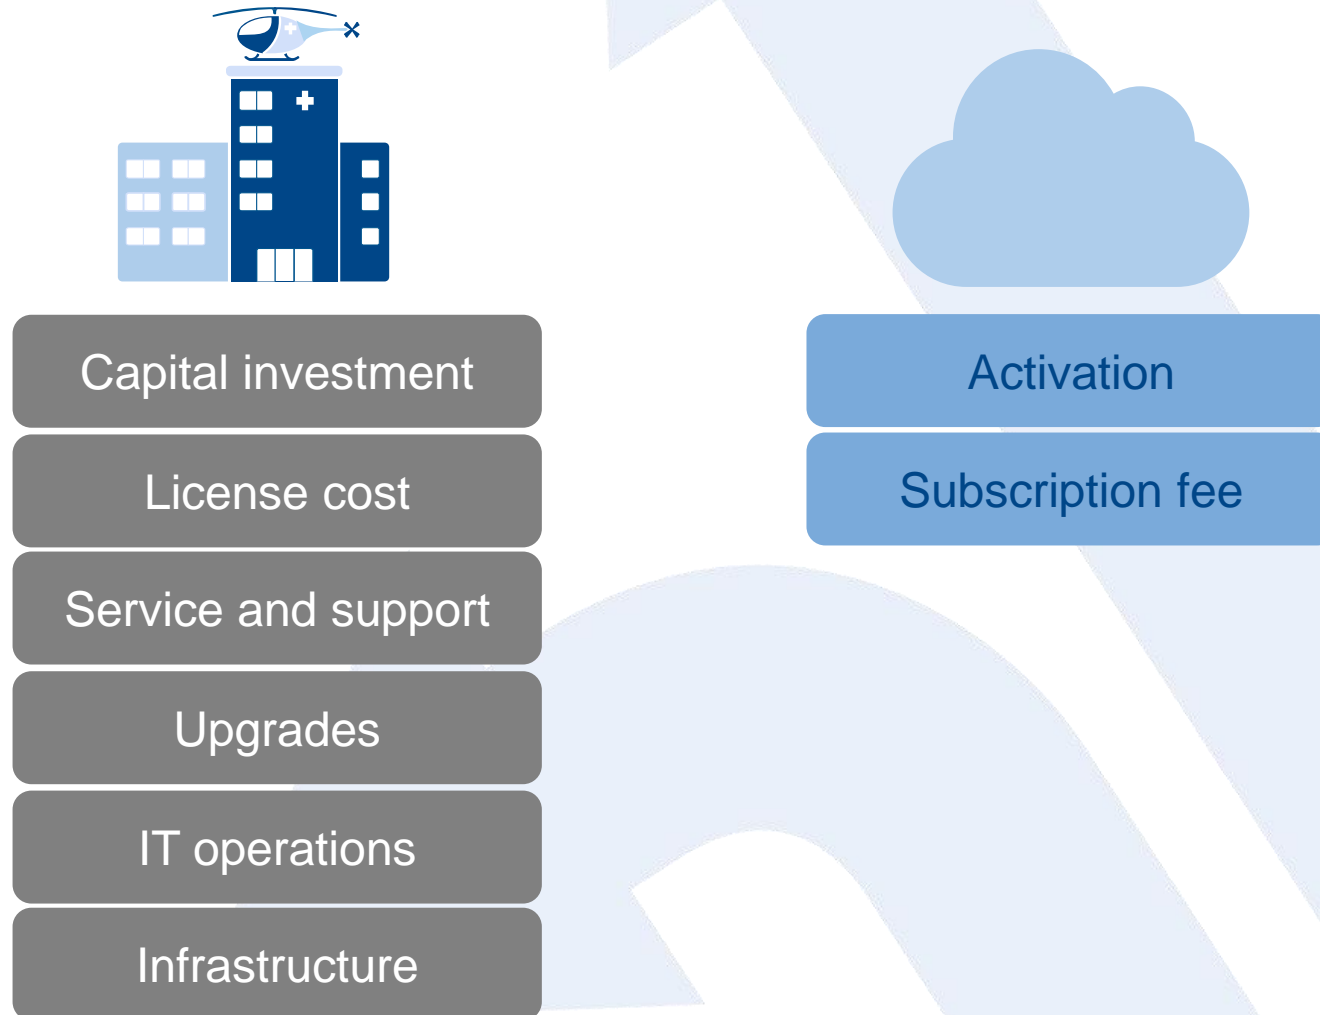 Capital investment
License cost
Service and support
Upgrades
IT operations
Infrastructure
Activation
Subscription fee